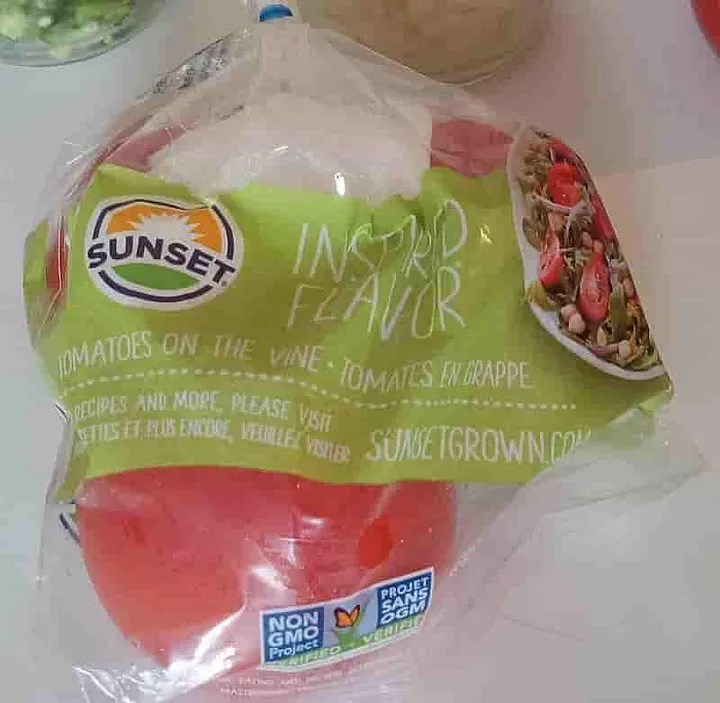 SUNSET
INSPIRED
FLAVOR
TOMATOES ON THE VINE · TOMATES EN GRAPPE
RECIPES AND MORE, PLEASE VISIT
ET PLUS ENCORE, VEUILLEZ VISITER
SUNSETGROWN.COM
NON
GMO
Project
PROJET
SANS
OGM
VERIFIED · VÉRIFIÉ